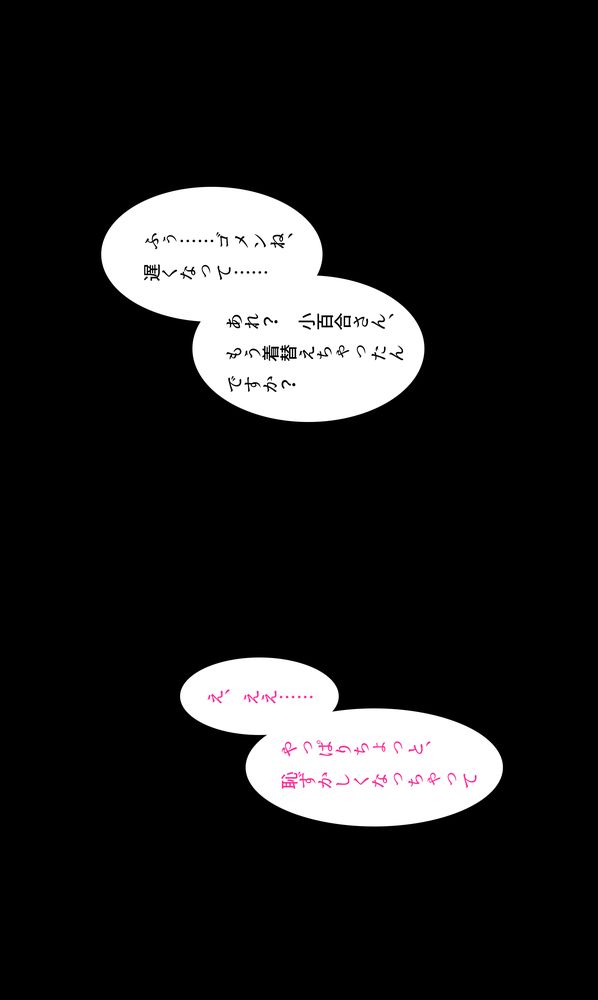 ふぅ……ゴメンね、
遅くなって……
あれ？　小百合さん、
もう着替えちゃったん
ですか？
え、ええ……
やっぱりちょっと、
恥ずかしくなっちゃって